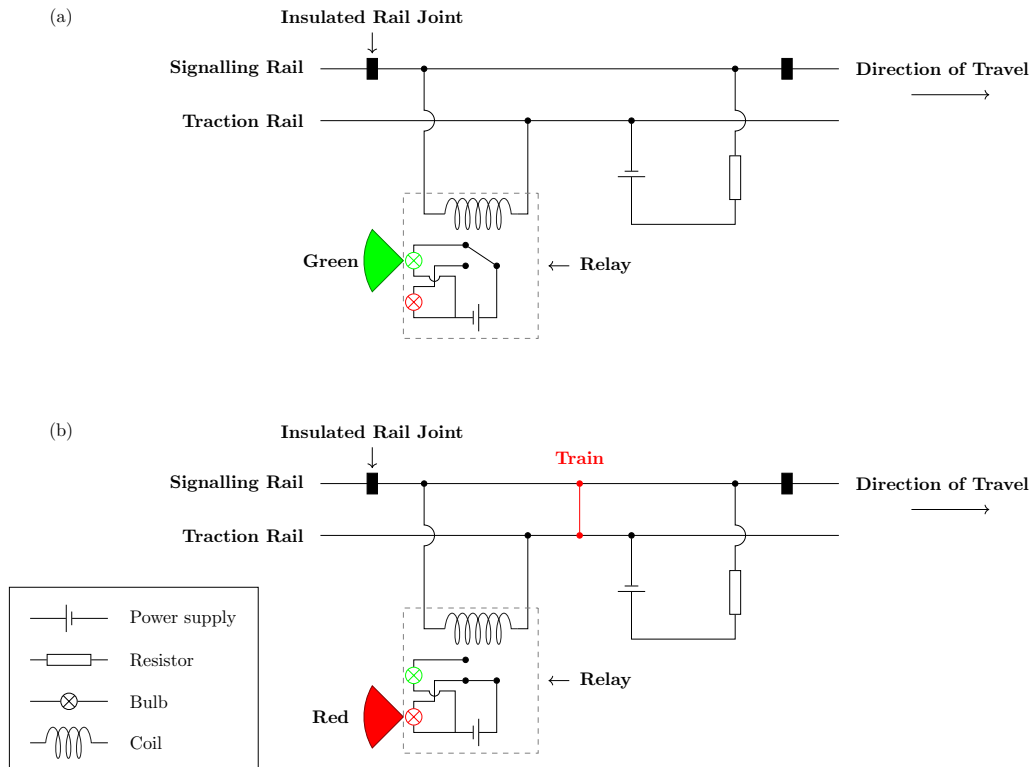 (a)
Insulated Rail Joint
Signalling Rail
Direction of Travel
Traction Rail
Green
Relay
(b)
Insulated Rail Joint
Train
Signalling Rail
Direction of Travel
Traction Rail
Power supply
Resistor
Relay
Bulb
Red
Coil